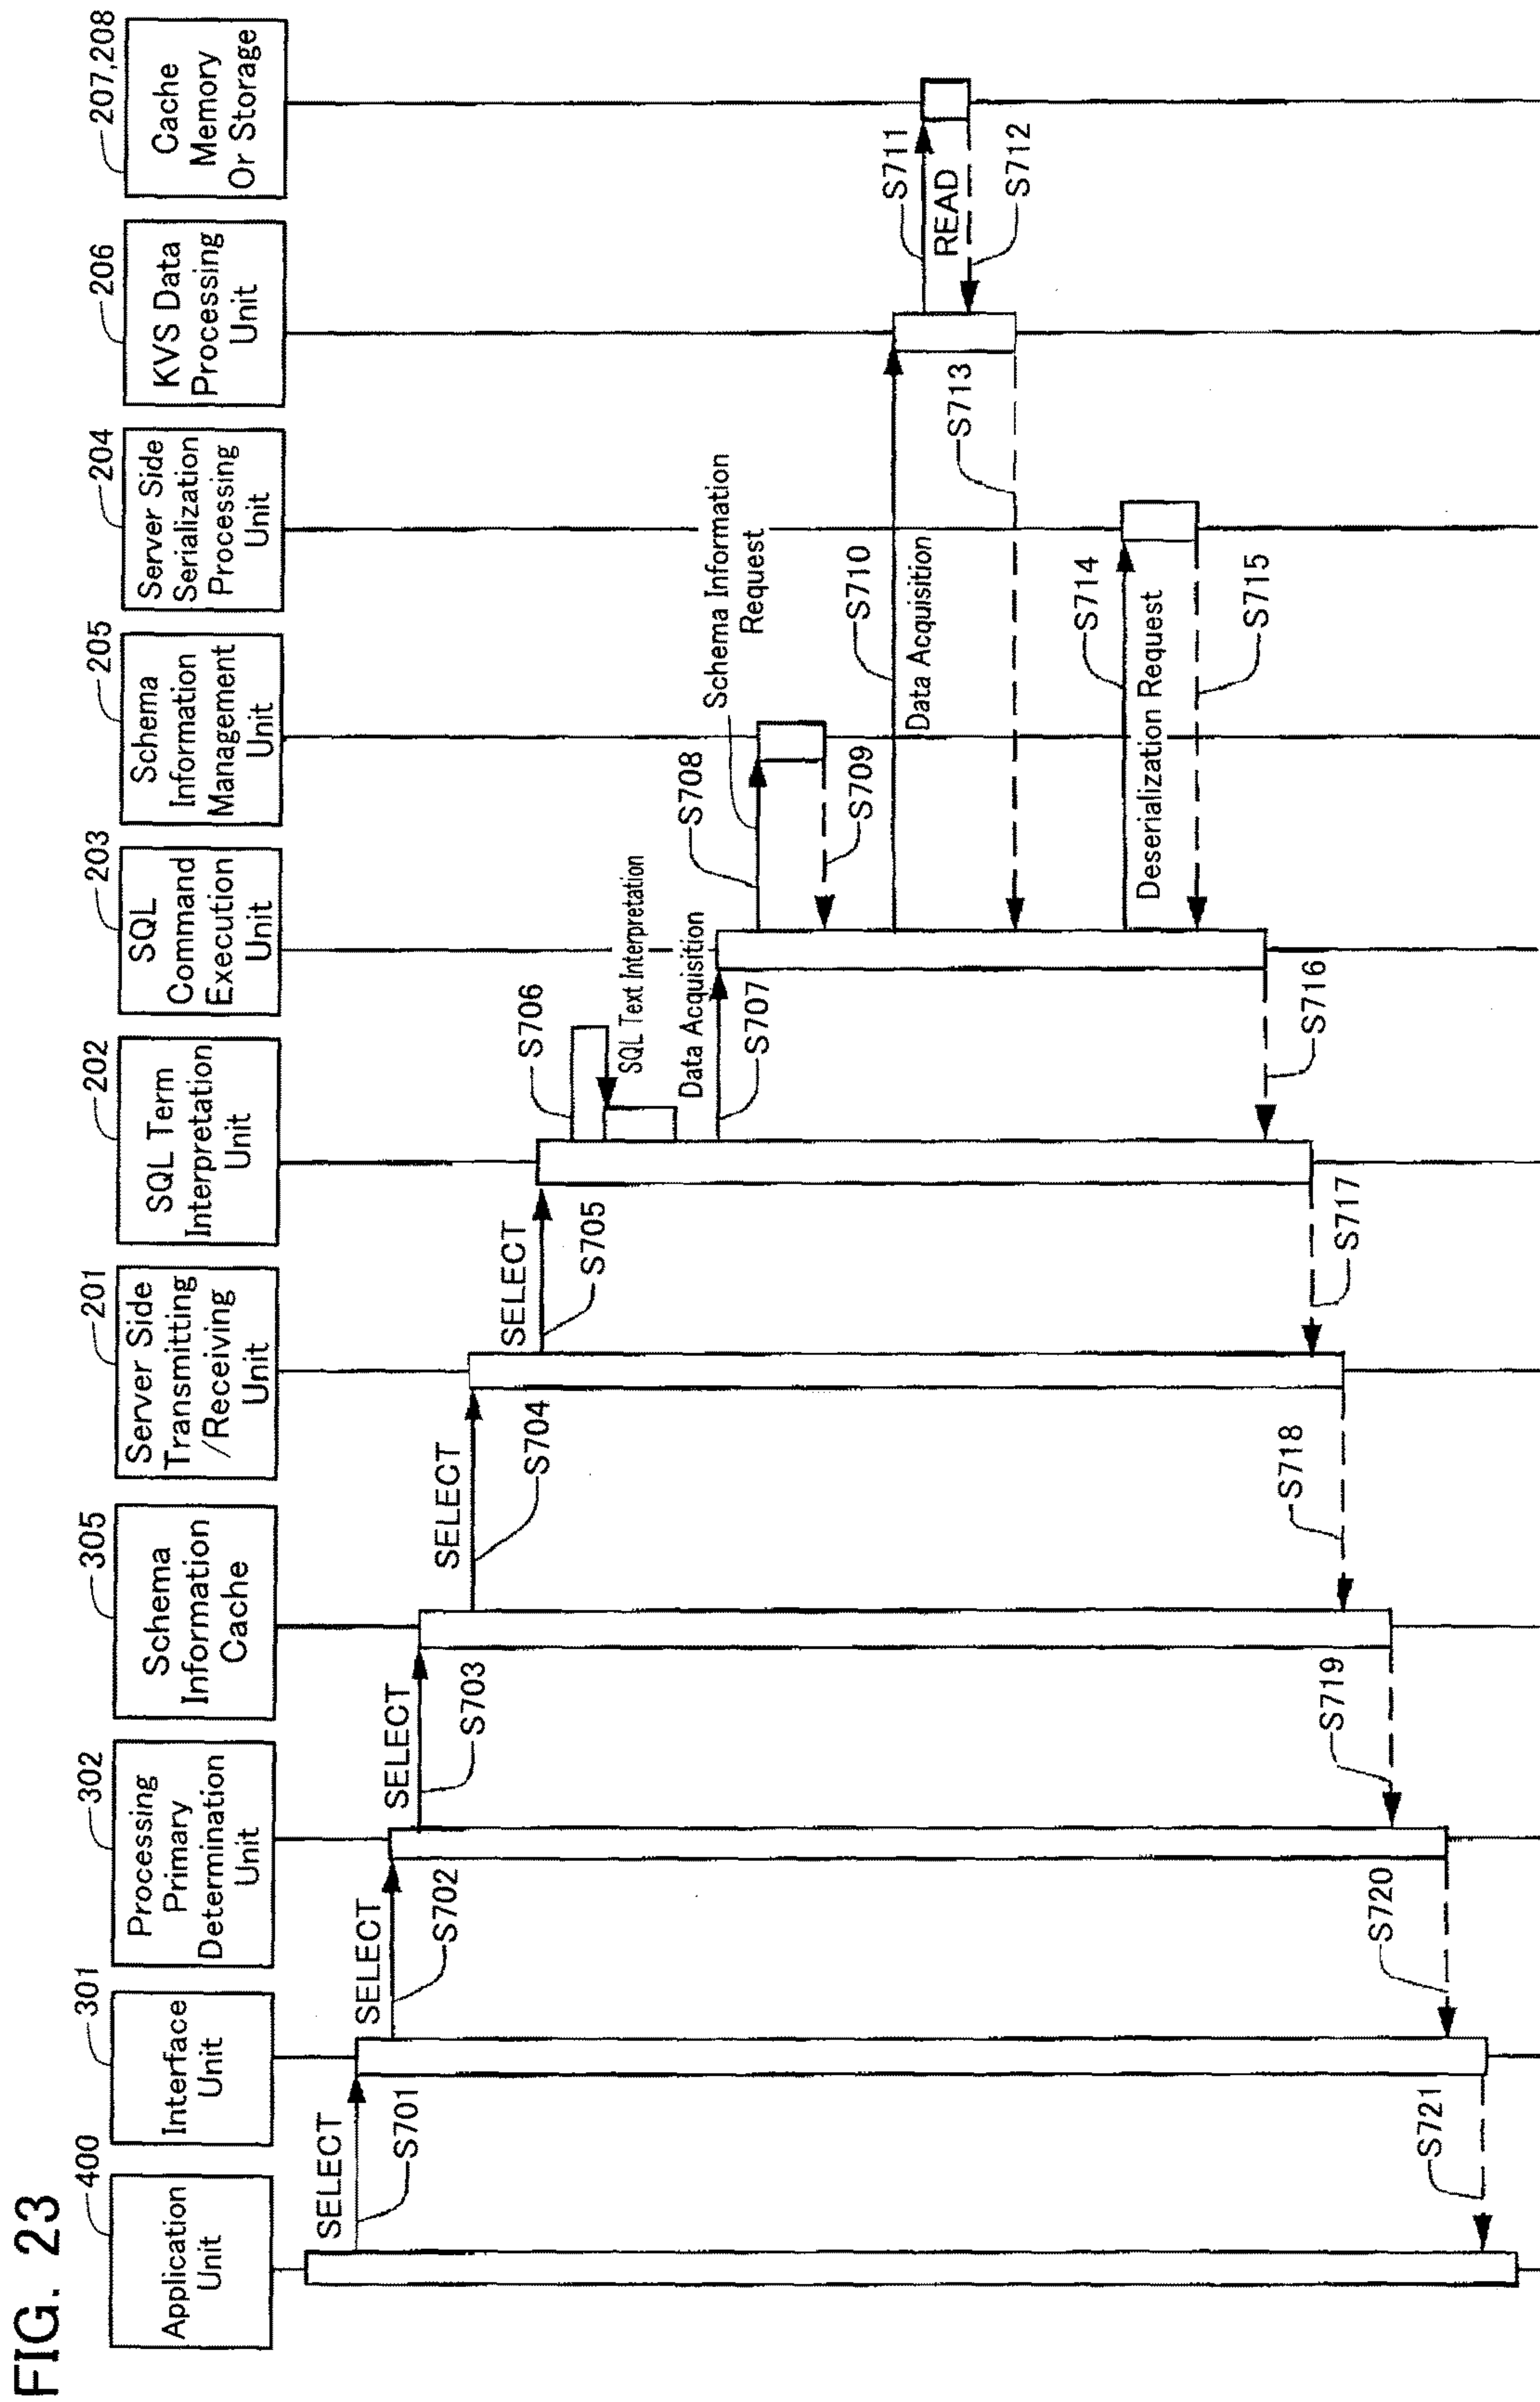 FIG. 23
400
Application
Unit
301
Interface
Unit
302
Processing
Primary
Determination
Unit
305
Schema
Information
Cache
201
Server Side
Transmitting
/Receiving
Unit
202
SQL Term
Interpretation
Unit
203
SQL
Command
Execution
Unit
205
Schema
Information
Management
Unit
204
Server Side
Serialization
Processing
Unit
206
KVS Data
Processing
Unit
207,208
Cache
Memory
Or Storage
SELECT
S701
SELECT
S702
SELECT
S703
SELECT
S704
SELECT
S705
S706
SQL Text Interpretation
Data Acquisition
S707
S708
Schema Information
Request
S709
S710
Data Acquisition
S711
READ
S712
S713
S714
Deserialization Request
S715
S716
S717
S718
S719
S720
S721